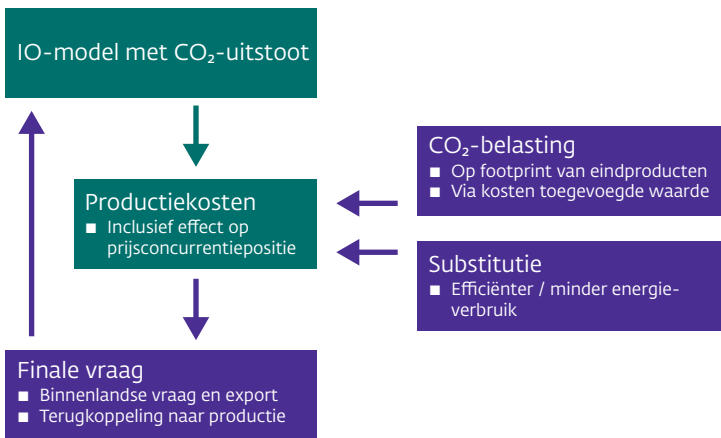 IO-model met CO₂-uitstoot
Productiekosten
■ Inclusief effect op
prijsconcurrentiepositie
CO₂-belasting
■ Op footprint van eindproducten
■ Via kosten toegevoegde waarde
Substitutie
■ Efficiënter / minder energie-
verbruik
Finale vraag
■ Binnenlandse vraag en export
■ Terugkoppeling naar productie